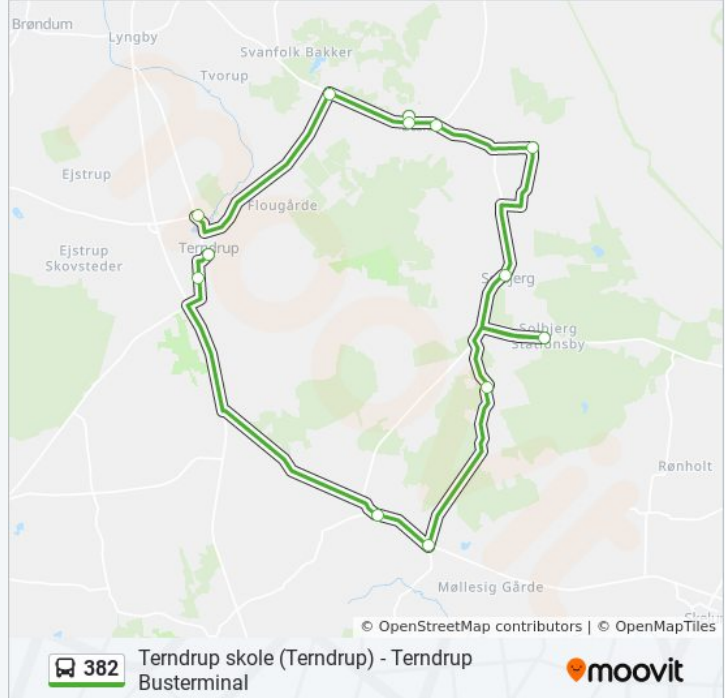 Brøndum
Lyngby
Svanfolk Bakker
Tvorup
Ejstrup
Flougårde
Terndrup
Ejstrup
Skovsteder
Solbjerg
Stationsby
Rønholt
Møllesig Gårde
© OpenStreetMap contributors | © OpenMapTiles
382
Terndrup skole (Terndrup) - Terndrup
Busterminal
moovit